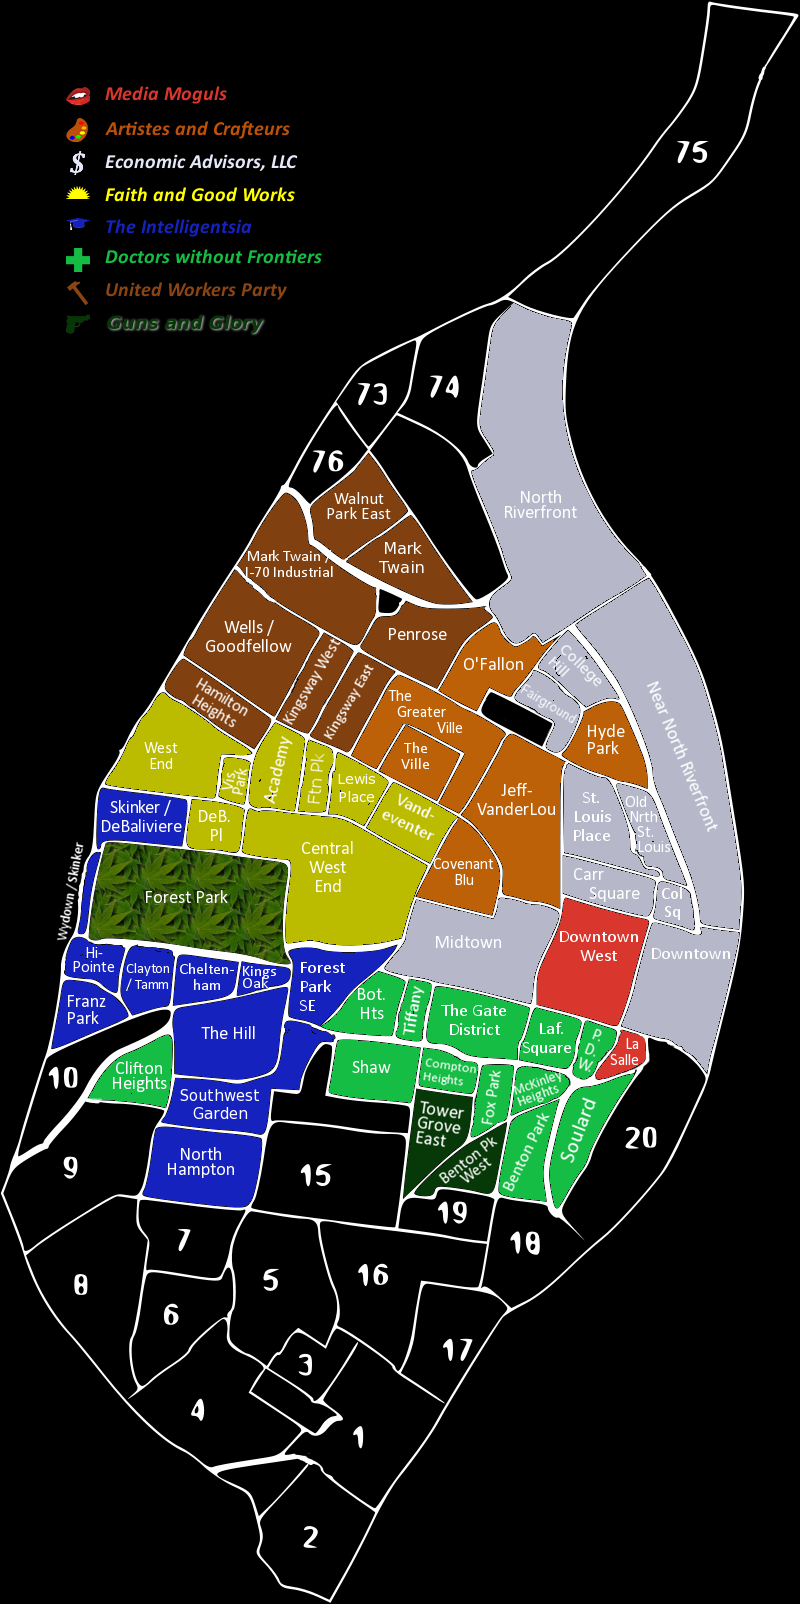 Media Moguls
Artistes and Crafteurs
$ Economic Advisors, LLC
Faith and Good Works
The Intelligentsia
Doctors without Frontiers
United Workers Party
Guns and Glory
75
73
74
76
North
Riverfront
Walnut
Park East
Mark
Twain
Mark Twain /
I-70 Industrial
Wells /
Goodfellow
Penrose
Kingsway West
Kingsway East
Hamilton
Heights
O'Fallon
College
Hill
Fairground
Hyde
Park
Near North Riverfront
The
Greater
Ville
The
Ville
West
End
Vis.
Park
Academy
Ftn Pk
Lewis
Place
Vand-
eventer
Jeff-
VanderLou
St.
Louis
Place
Old
Nrth
St.
Louis
Skinker /
DeBaliviere
DeB.
Pl
Central
West
End
Covenant
Blu
Carr
Square
Col
Sq
Wydown / Skinker
Forest Park
Midtown
Downtown
West
Downtown
Hi-
Pointe
Clayton
/ Tamm
Chelten-
ham
Kings
Oak
Forest
Park
SE
Franz
Park
The Hill
Bot.
Hts
Tiffany
The Gate
District
Laf.
Square
P.
D.
W.
La
Salle
10
Clifton
Heights
Shaw
Compton
Heights
Fox Park
McKinley
Heights
Southwest
Garden
Tower
Grove
East
Benton Pk
West
Benton Park
Soulard
20
9
North
Hampton
15
19
18
7
8
5
16
6
3
17
4
1
2